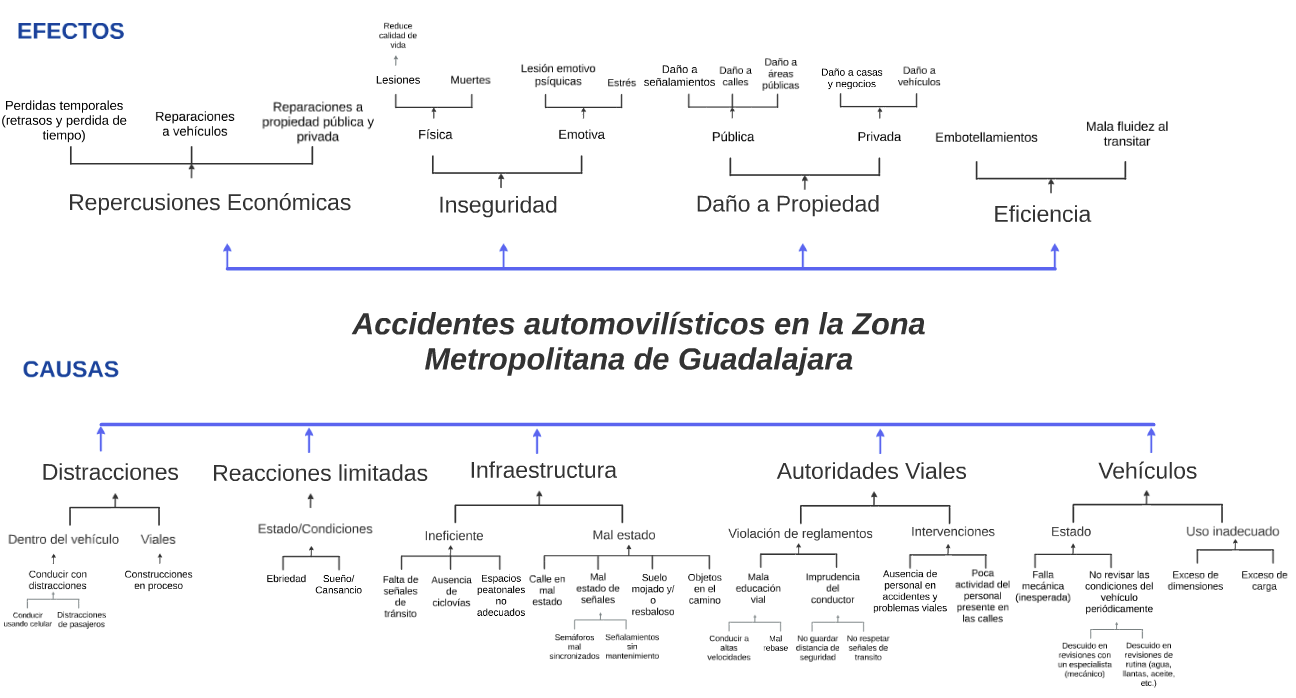 EFECTOS
Reduce
calidad de
vida
Lesiones
Muertes
Lesión emotivo
psíquicas
Estrés
Daño a
señalamientos
Daño a
calles
Daño a
áreas
públicas
Daño a casas
y negocios
Daño a
vehículos
Perdidas temporales
(retrasos y perdida de
tiempo)
Reparaciones
a vehículos
Reparaciones a
propiedad pública y
privada
Física
Emotiva
Pública
Privada
Embotellamientos
Mala fluidez al
transitar
Repercusiones Económicas
Inseguridad
Daño a Propiedad
Eficiencia
Accidentes automovilísticos en la Zona
Metropolitana de Guadalajara
CAUSAS
Distracciones
Reacciones limitadas
Infraestructura
Autoridades Viales
Vehículos
Dentro del vehículo
Viales
Estado/Condiciones
Ineficiente
Mal estado
Violación de reglamentos
Intervenciones
Estado
Uso inadecuado
Conducir con
distracciones
Construcciones
en proceso
Ebriedad
Sueño/
Cansancio
Falta de
señales
de
tránsito
Ausencia
de
ciclovías
Espacios
peatonales
no
adecuados
Calle en
mal
estado
Mal
estado de
señales
Suelo
mojado y/
o
resbaloso
Objetos
en el
camino
Mala
educación
vial
Imprudencia
del
conductor
Ausencia de
personal en
accidentes y
problemas viales
Poca
actividad del
personal
presente en
las calles
Falla
mecánica
(inesperada)
No revisar las
condiciones del
vehículo
periódicamente
Exceso de
dimensiones
Exceso de
carga
Conducir
usando celular
Distracciones
de pasajeros
Semáforos
mal
sincronizados
Señalamientos
sin
mantenimiento
Conducir a
altas
velocidades
Mal
rebase
No guardar
distancia de
seguridad
No respetar
señales de
transito
Descuido en
revisiones con
un especialista
(mecánico)
Descuido en
revisiones de
rutina (agua,
llantas, aceite,
etc.)